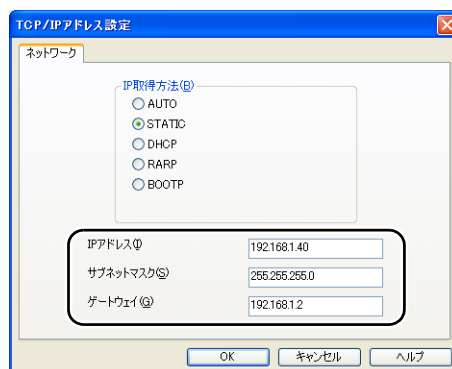 TCP/IPアドレス設定
ネットワーク
IP取得方法(B)
AUTO
STATIC
DHCP
RARP
BOOTP
IPアドレス(I) 192.168.1.40
サブネットマスク(S) 255.255.255.0
ゲートウェイ(G) 192.168.1.2
OK キャンセル ヘルプ